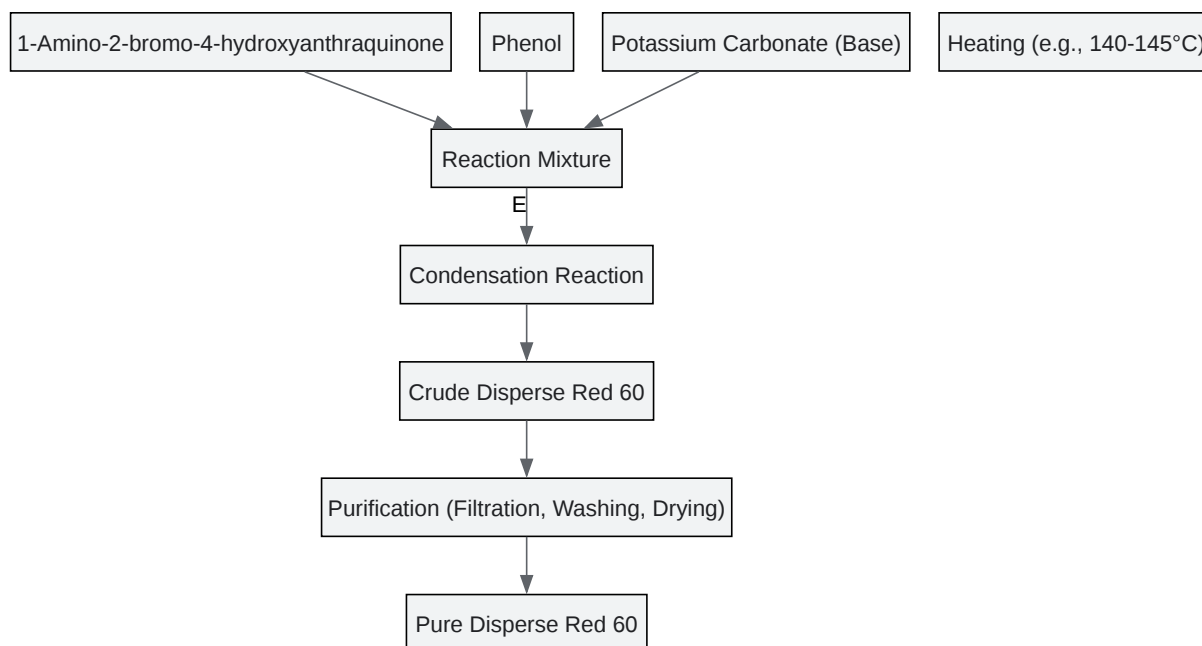 1-Amino-2-bromo-4-hydroxyanthraquinone
Phenol
Potassium Carbonate (Base)
Heating (e.g., 140-145°C)
Reaction Mixture
E
Condensation Reaction
Crude Disperse Red 60
Purification (Filtration, Washing, Drying)
Pure Disperse Red 60